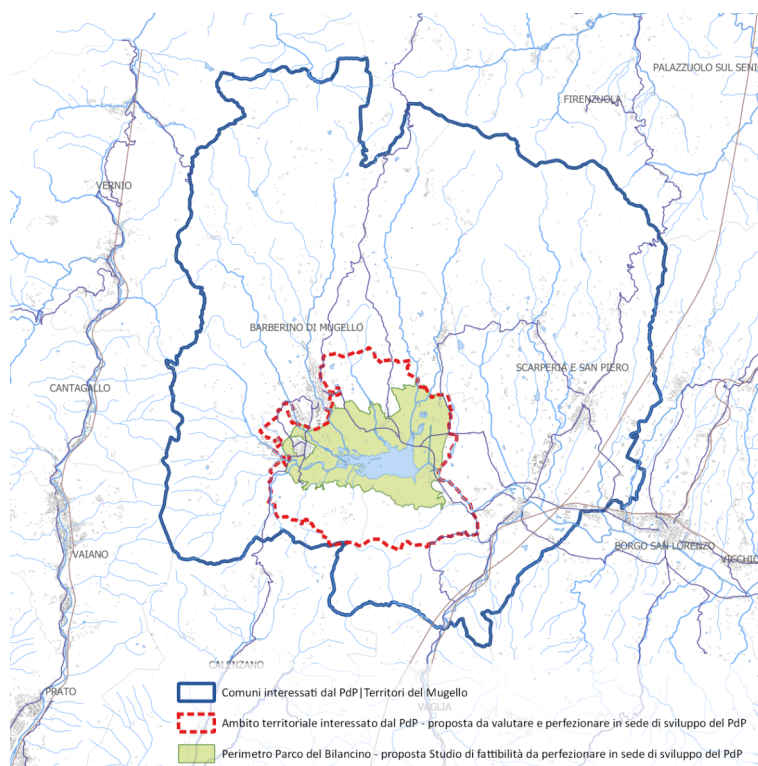 PALAZZUOLO SUL SENI
FIRENZUOLA
VERNIO
BARBERINO DI MUGELLO
SCARPERIA E SAN PIERO
CANTAGALLO
BORGO SAN LORENZO
VAIANO
VICCHIO
CALENZANO
PRATO
VAGLIA
Comuni interessati dal PdP|Territori del Mugello
Ambito territoriale interessato dal PdP - proposta da valutare e perfezionare in sede di sviluppo del PdP
Perimetro Parco del Bilancino - proposta Studio di fattibilità da perfezionare in sede di sviluppo del PdP